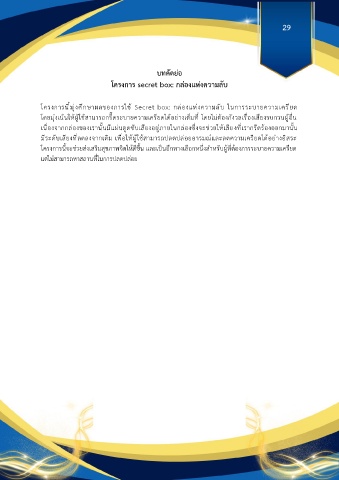 29
บทคัดย่อ
โครงการ secret box: กล่องแห่งความลับ
โครงการนี้มุ่งศึกษาผลของการใช้ Secret box: กล่องแห่งความลับ ในการระบายความเครียด
โดยมุ่งเน้นให้ผู้ใช้สามารถกรี๊ดระบายความเครียดได้อย่างเต็มที่ โดยไม่ต้องกังวลเรื่องเสียงรบกวนผู้อื่น
เนื่องจากกล่องของเรานั้นมีแผ่นดูดซับเสียงอยู่ภายในกล่องซึ่งจะช่วยให้เสียงที่เรากรีดร้องออกมานั้น
มีระดับเสียงที่ลดลงจากเดิม เพื่อให้ผู้ใช้สามารถปลดปล่อยอารมณ์และลดความเครียดได้อย่างอิสระ
โครงการนี้จะช่วยส่งเสริมสุขภาพจิตให้ดีขึ้น และเป็นอีกทางเลือกหนึ่งสำหรับผู้ที่ต้องการระบายความเครียด
แต่ไม่สามารถหาสถานที่ในการปลดปล่อย